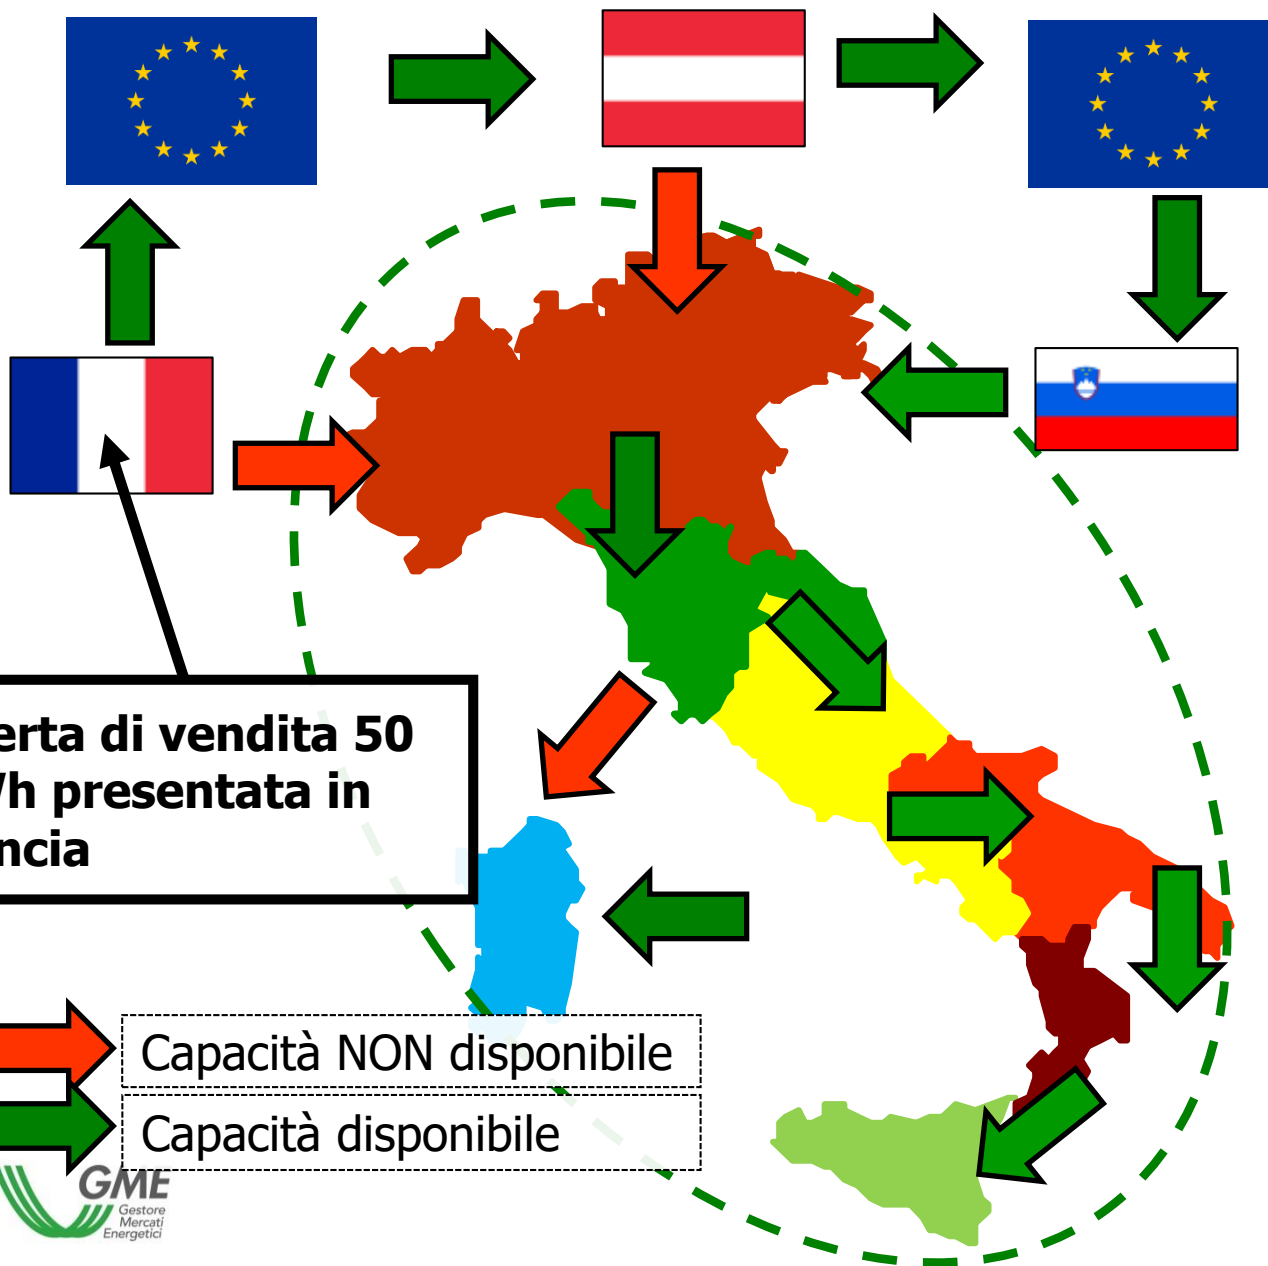 erta di vendita 50
/h presentata in
ncia
Capacità NON disponibile
Capacità disponibile
GME
Gestore
Mercati
Energetici